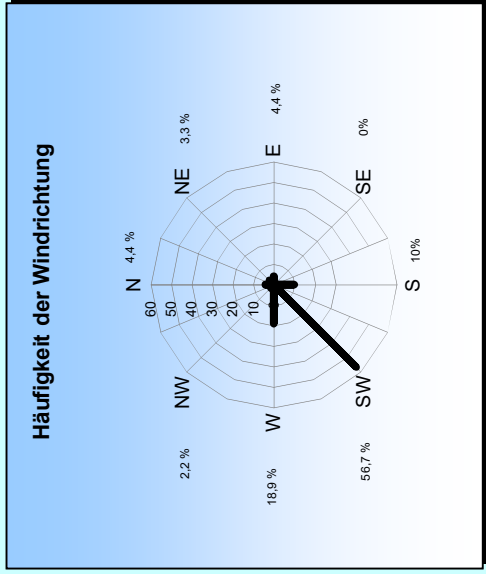 Häufigkeit der Windrichtung
N
4,4 %
NE
3,3 %
E
4,4 %
SE
0%
S
10%
SW
56,7 %
W
18,9 %
NW
2,2 %
60
50
40
30
20
10